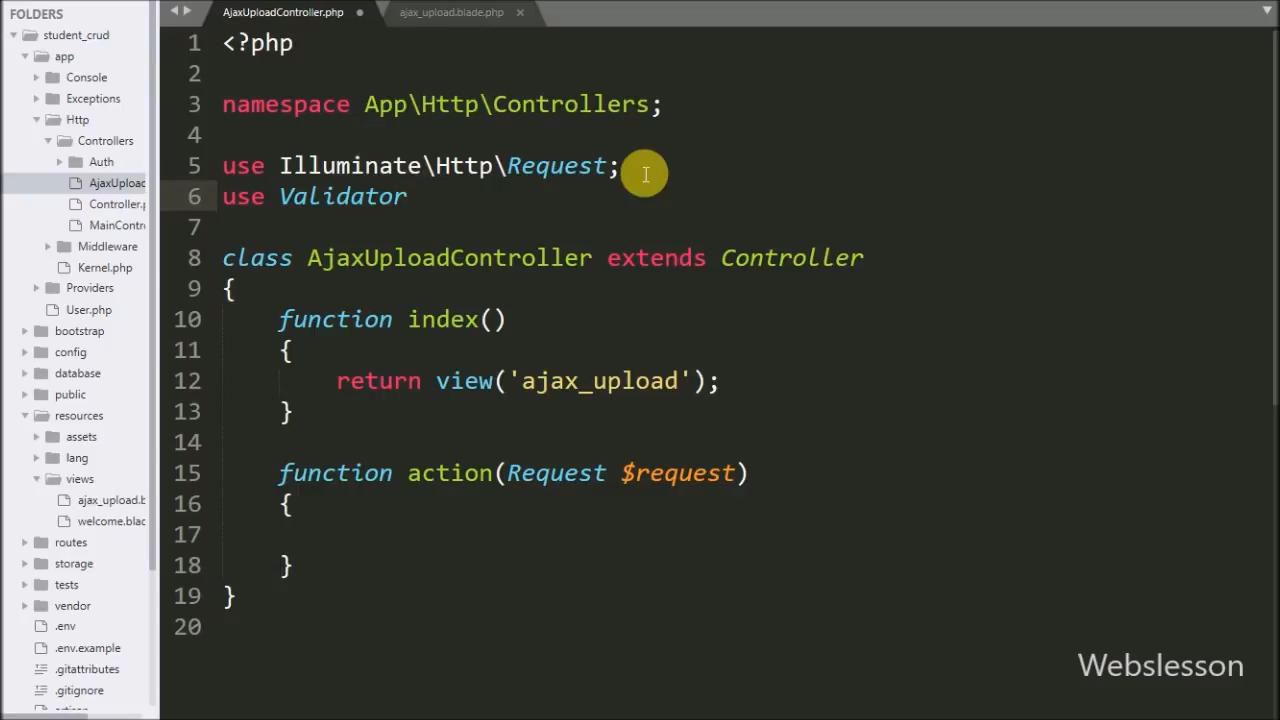 FOLDERS
student_crud
app
Console
Exceptions
Http
Controllers
Auth
AjaxUpload
Controller.p
MainContro
Middleware
Kernel.php
Providers
User.php
bootstrap
config
database
public
resources
assets
lang
views
ajax_upload.b
welcome.blac
routes
storage
tests
vendor
.env
.env.example
.gitattributes
.gitignore
AjaxUploadController.php
ajax_upload.blade.php
1 <?php
2
3 namespace App\Http\Controllers;
4
5 use Illuminate\Http\Request;
6 use Validator
7
8 class AjaxUploadController extends Controller
9 {
10 function index()
11 {
12 return view('ajax_upload');
13 }
14
15 function action(Request $request)
16 {
17
18 }
19 }
20
Webslesson